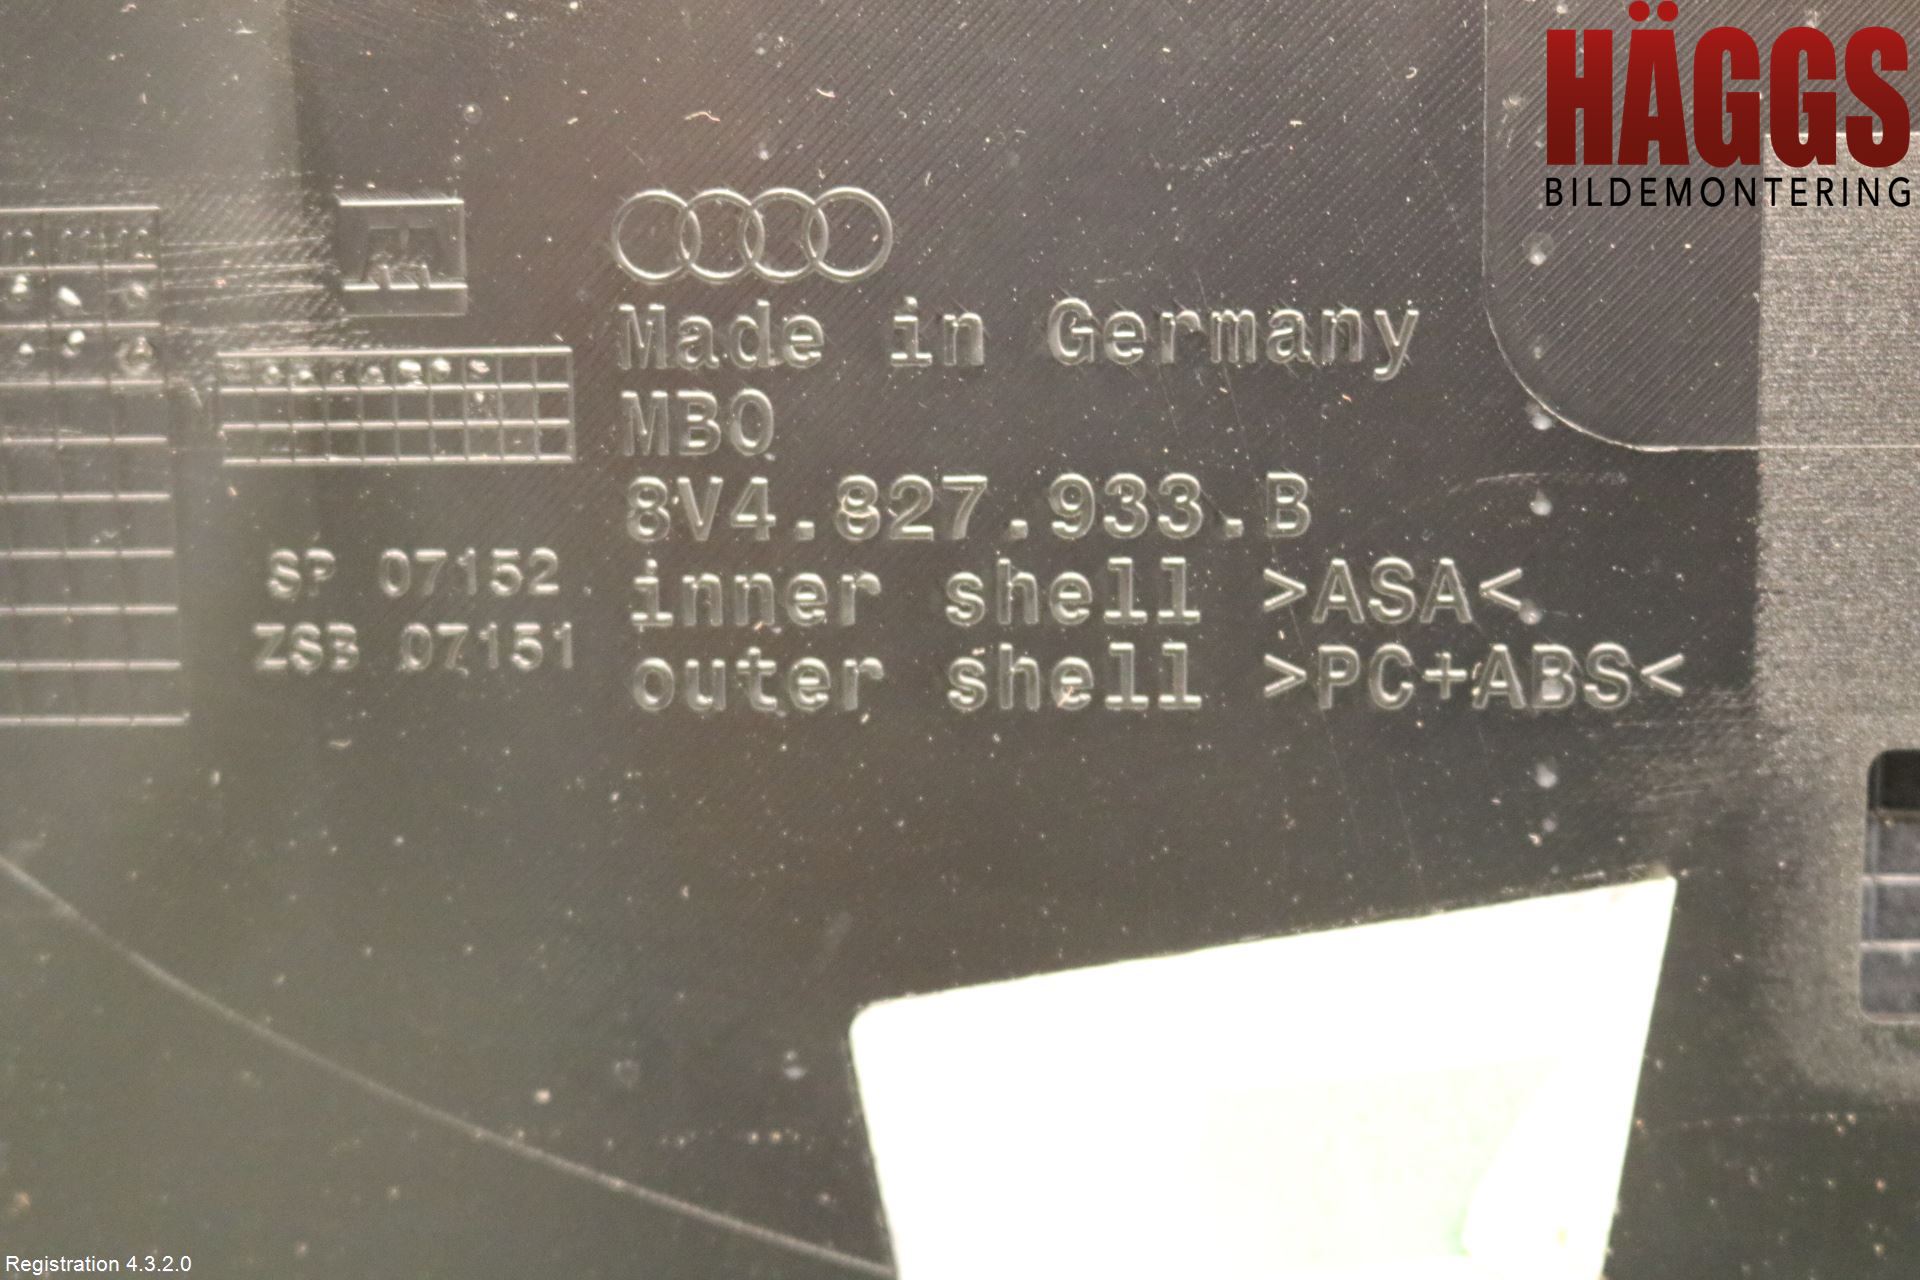 HÄGGS
BILDEMONTERING
Made in Germany
MBO
8V4.827.933.B
SP 07152
inner shell >ASA<
ZSB 07151
outer shell >PC+ABS<
Registration 4.3.2.0